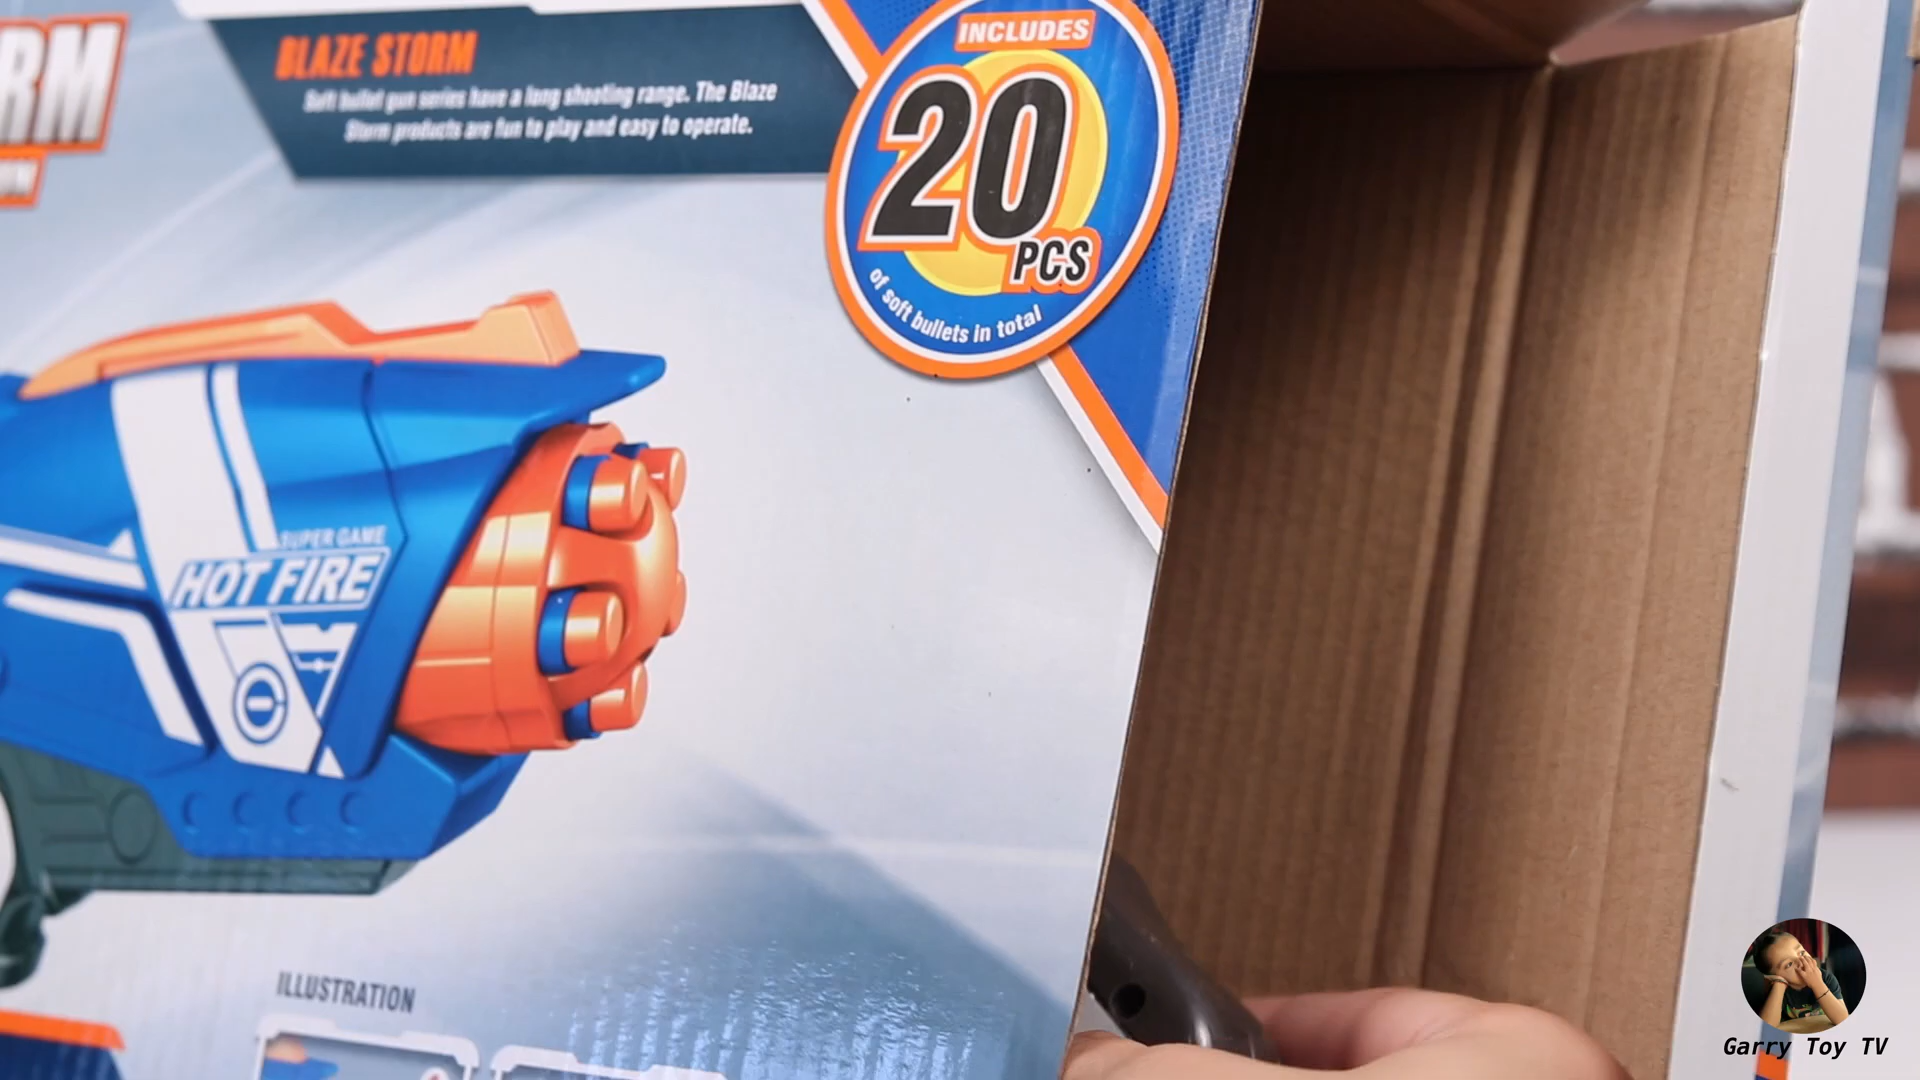 RM
BLAZE STORM
Soft bullet gun series have a long shooting range. The Blaze
Storm products are fun to play and easy to operate.
INCLUDES
20
PCS
of soft bullets in total
SUPER GAME
HOT FIRE
ILLUSTRATION
Garry Toy TV